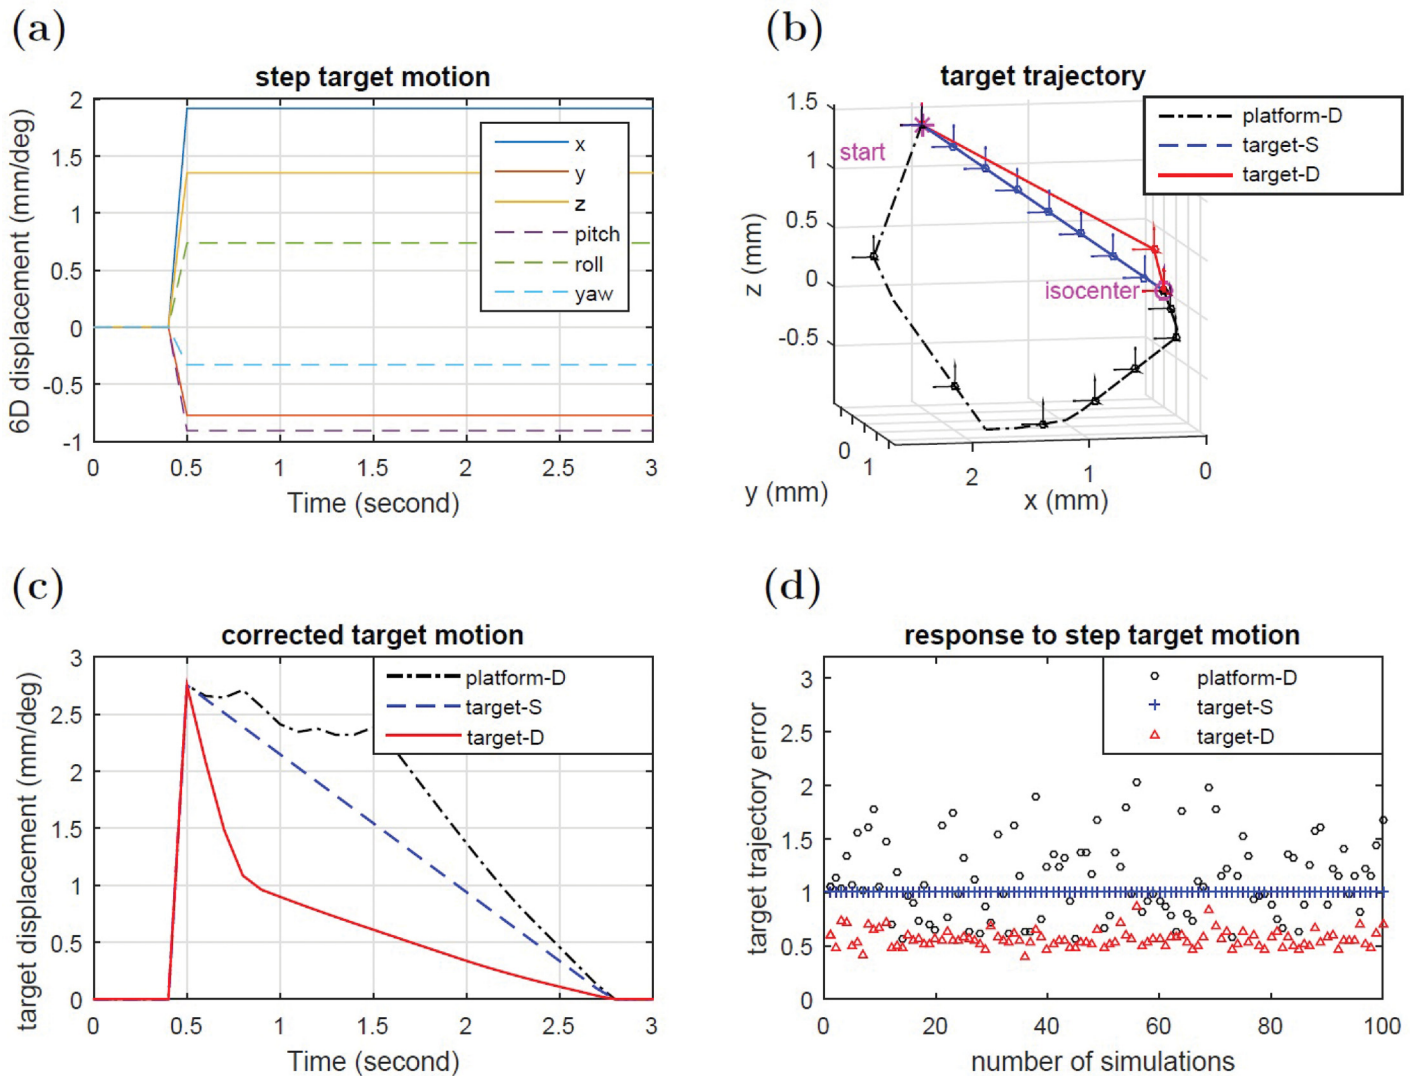 (a)
step target motion
6D displacement (mm/deg)
2
1.5
1
0.5
0
-0.5
-1
x
y
z
pitch
roll
yaw
0 0.5 1 1.5 2 2.5 3
Time (second)
(b)
target trajectory
z (mm)
1.5
1
0.5
0
-0.5
start
isocenter
platform-D
target-S
target-D
0
1
y (mm)
2 1 0
x (mm)
(c)
corrected target motion
target displacement (mm/deg)
3
2.5
2
1.5
1
0.5
0
platform-D
target-S
target-D
0 0.5 1 1.5 2 2.5 3
Time (second)
(d)
response to step target motion
target trajectory error
3
2.5
2
1.5
1
0.5
0
platform-D
target-S
target-D
0 20 40 60 80 100
number of simulations